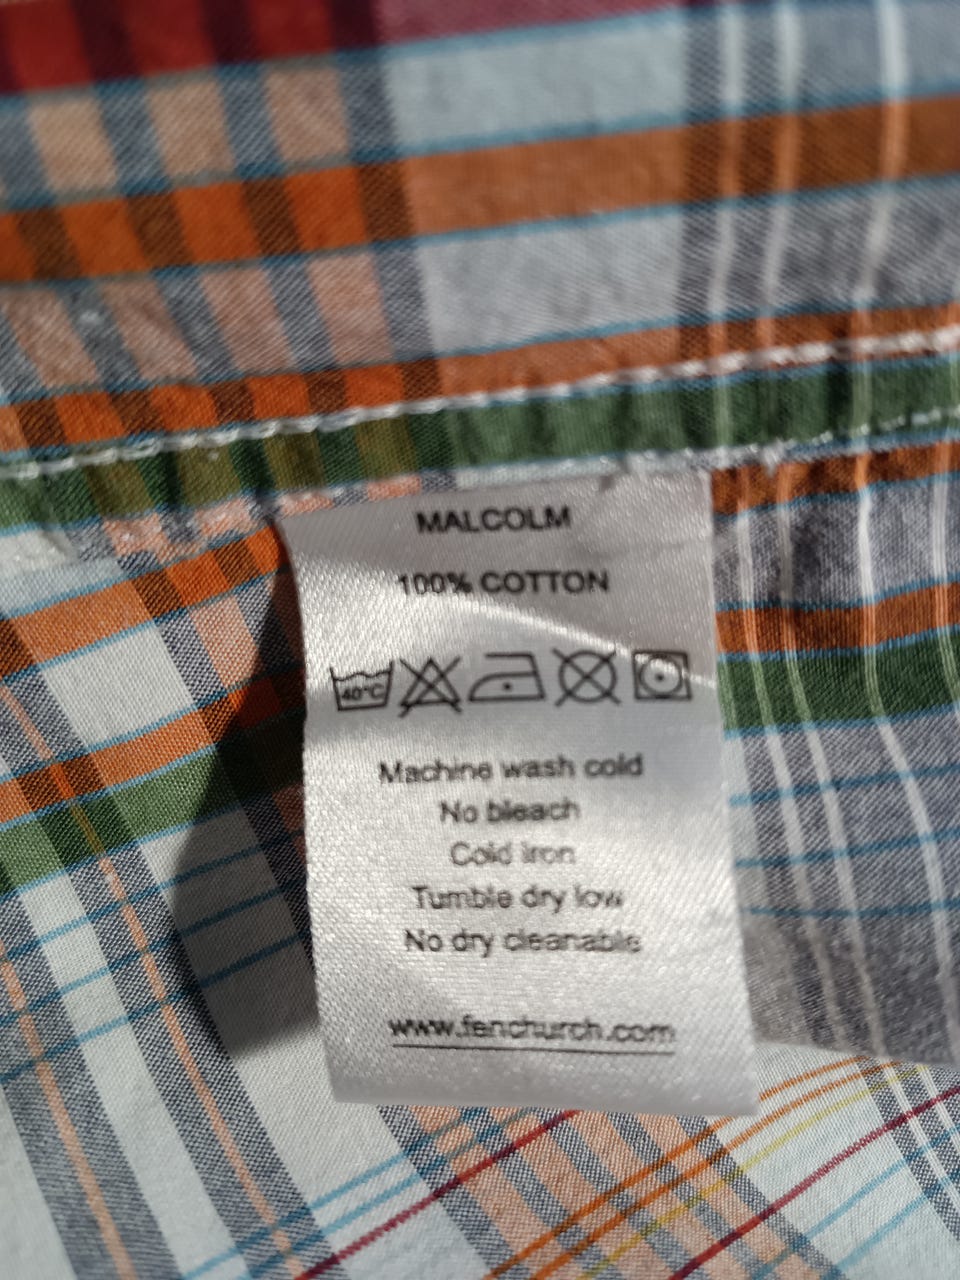 MALCOLM
100% COTTON
40°C
Machine wash cold
No bleach
Cold iron
Tumble dry low
No dry cleanable
www.fenchurch.com